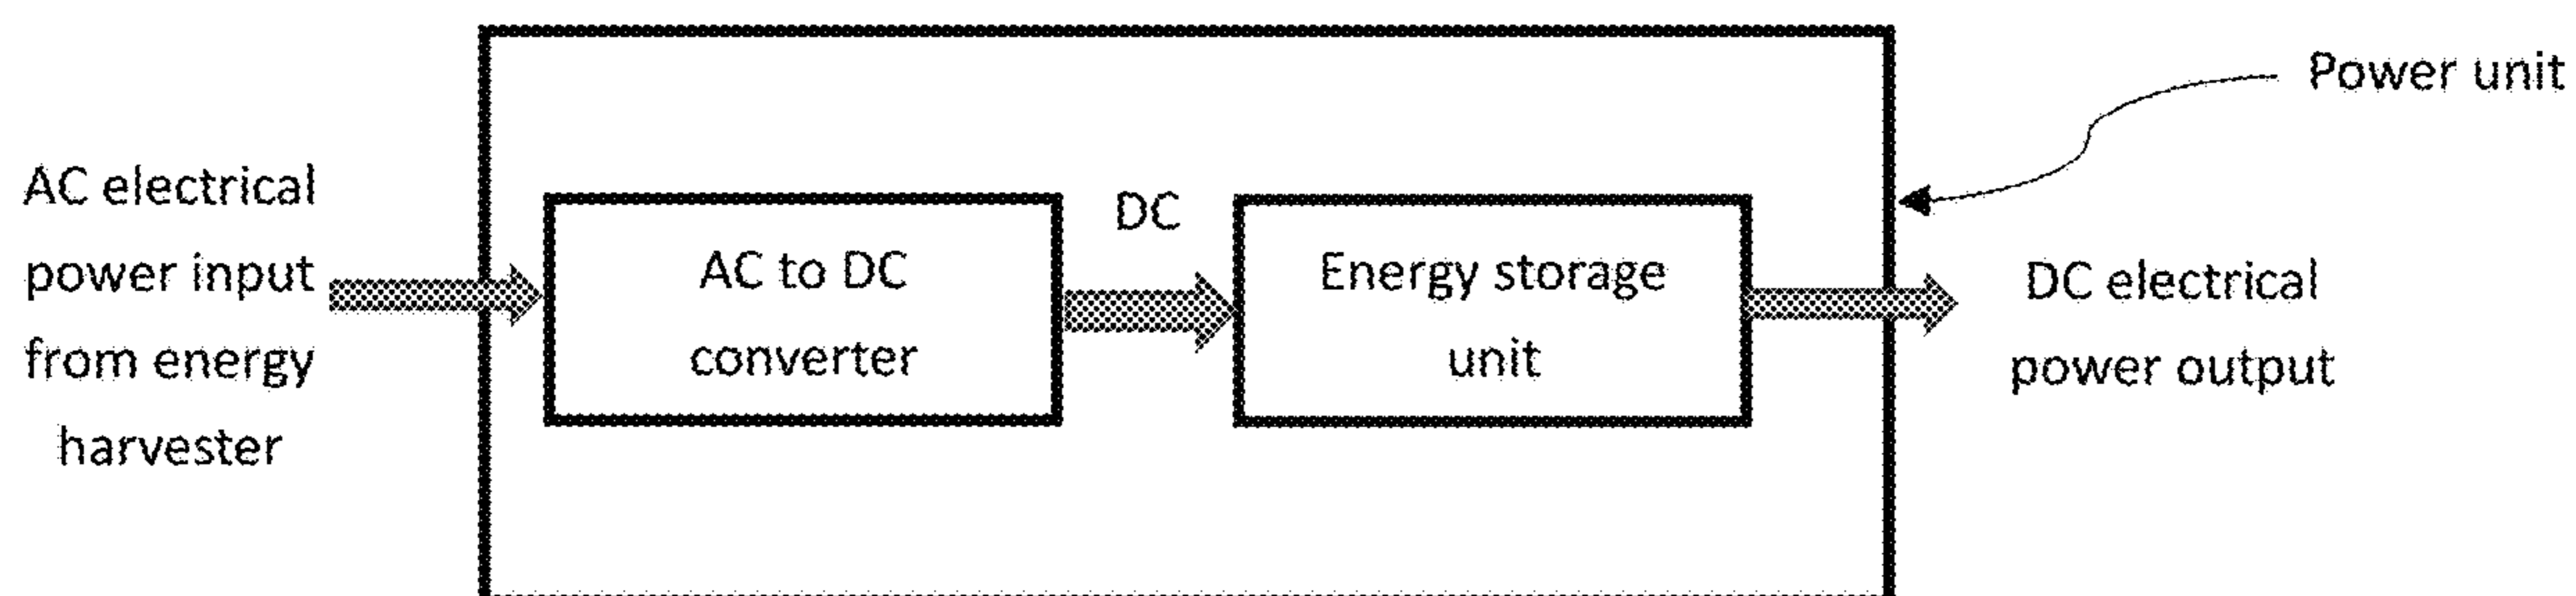 Power unit
AC electrical
power input
from energy
harvester
AC to DC
converter
DC
Energy storage
unit
DC electrical
power output